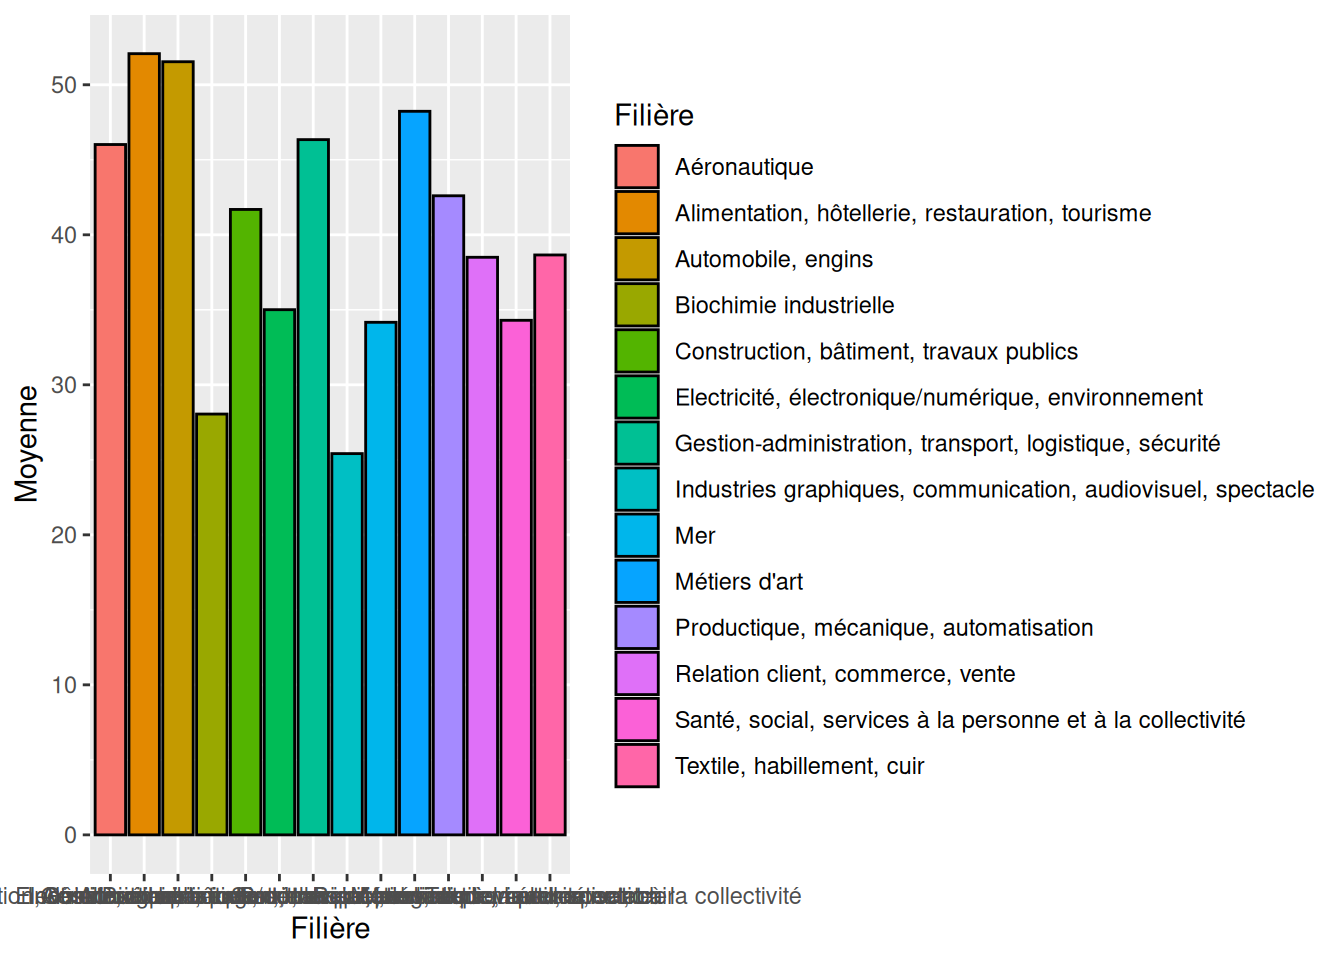 Moyenne
50
40
30
20
10
0
la collectivité
Filière
Filière
Aéronautique
Alimentation, hôtellerie, restauration, tourisme
Automobile, engins
Biochimie industrielle
Construction, bâtiment, travaux publics
Electricité, électronique/numérique, environnement
Gestion-administration, transport, logistique, sécurité
Industries graphiques, communication, audiovisuel, spectacle
Mer
Métiers d'art
Productique, mécanique, automatisation
Relation client, commerce, vente
Santé, social, services à la personne et à la collectivité
Textile, habillement, cuir